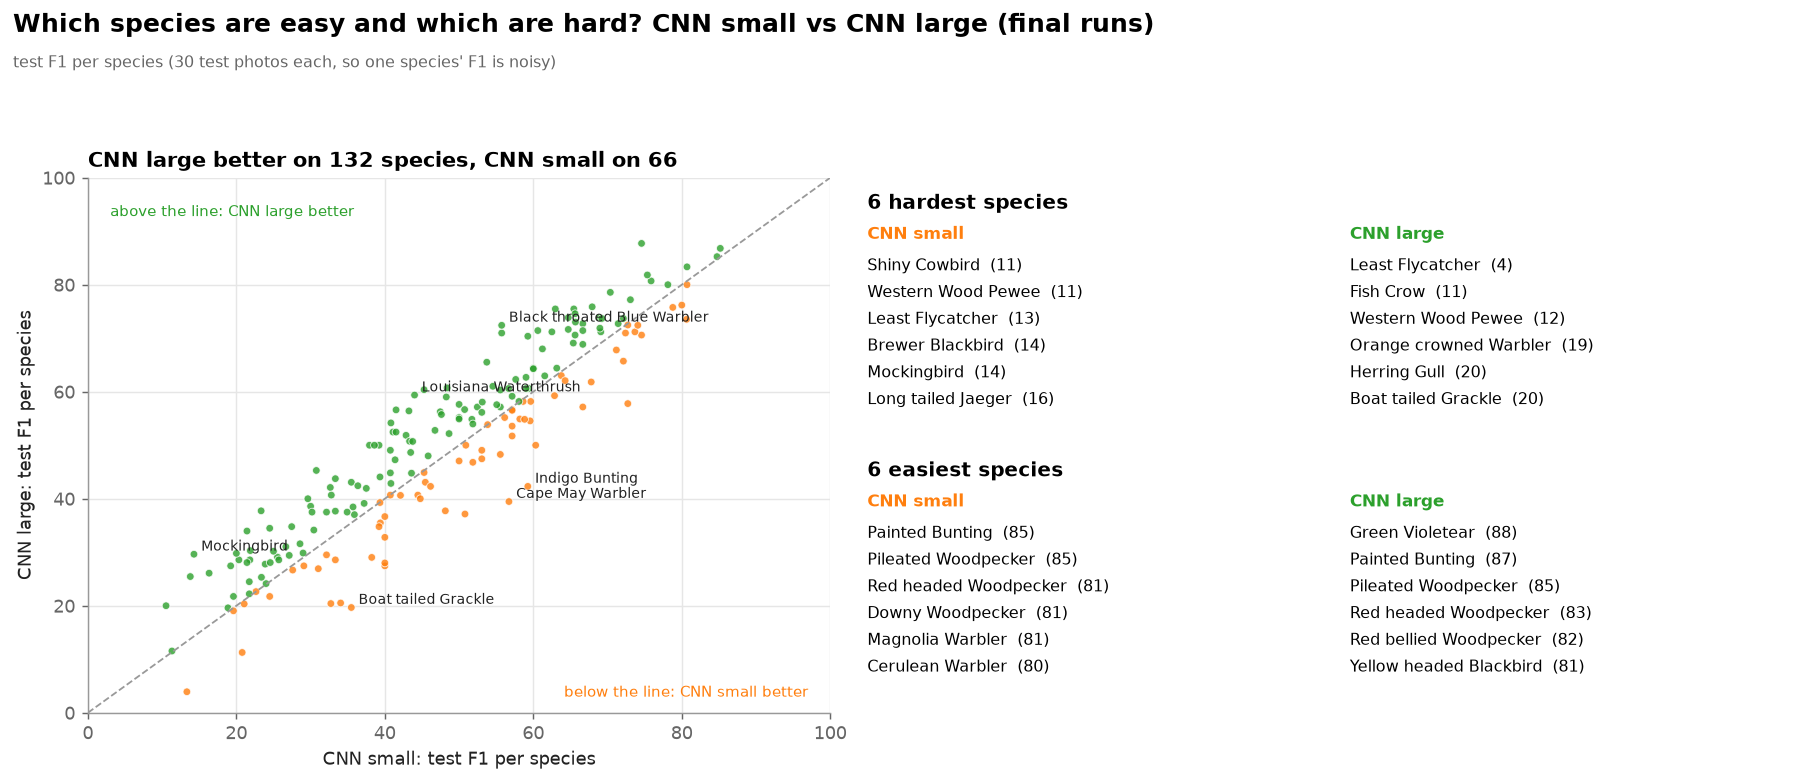 Which species are easy and which are hard? CNN small vs CNN large (final runs)
test F1 per species (30 test photos each, so one species' F1 is noisy)
CNN large better on 132 species, CNN small on 66
100
80
60
40
20
0
0
20
40
60
80
100
CNN large: test F1 per species
CNN small: test F1 per species
above the line: CNN large better
below the line: CNN small better
Black throated Blue Warbler
Louisiana Waterthrush
Indigo Bunting
Cape May Warbler
Mockingbird
Boat tailed Grackle
6 hardest species
CNN small
Shiny Cowbird (11)
Western Wood Pewee (11)
Least Flycatcher (13)
Brewer Blackbird (14)
Mockingbird (14)
Long tailed Jaeger (16)
CNN large
Least Flycatcher (4)
Fish Crow (11)
Western Wood Pewee (12)
Orange crowned Warbler (19)
Herring Gull (20)
Boat tailed Grackle (20)
6 easiest species
CNN small
Painted Bunting (85)
Pileated Woodpecker (85)
Red headed Woodpecker (81)
Downy Woodpecker (81)
Magnolia Warbler (81)
Cerulean Warbler (80)
CNN large
Green Violetear (88)
Painted Bunting (87)
Pileated Woodpecker (85)
Red headed Woodpecker (83)
Red bellied Woodpecker (82)
Yellow headed Blackbird (81)